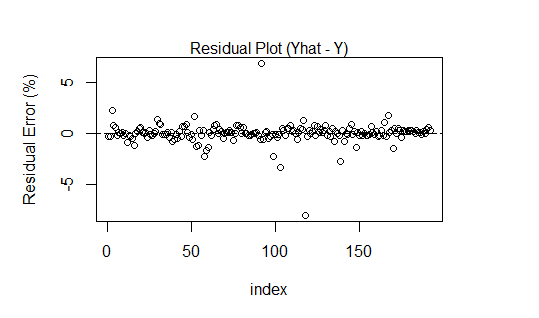 Residual Plot (Yhat - Y)
Residual Error (%)
5
0
-5
0 50 100 150
index